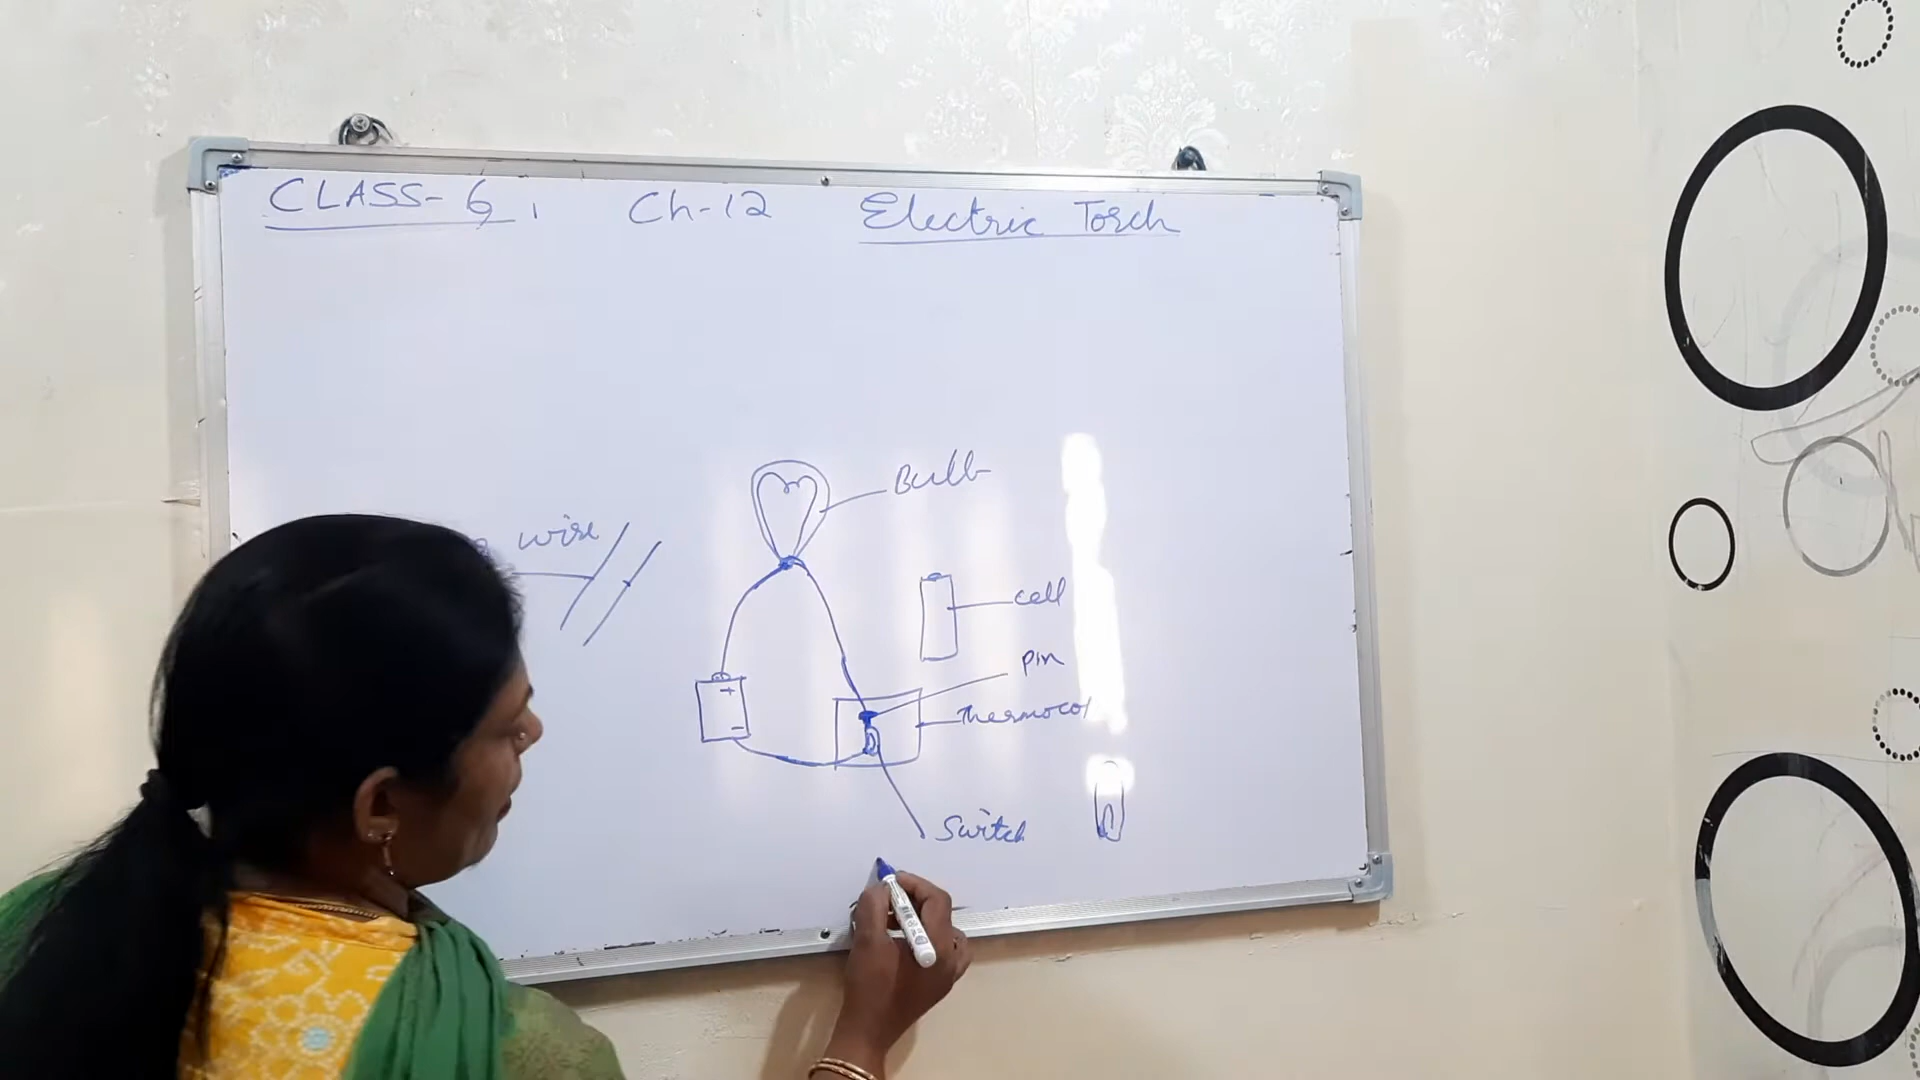 CLASS-6, Ch-12 Electric Torch
Bulb
wire
cell
pin
Thermocol
+
-
Switch